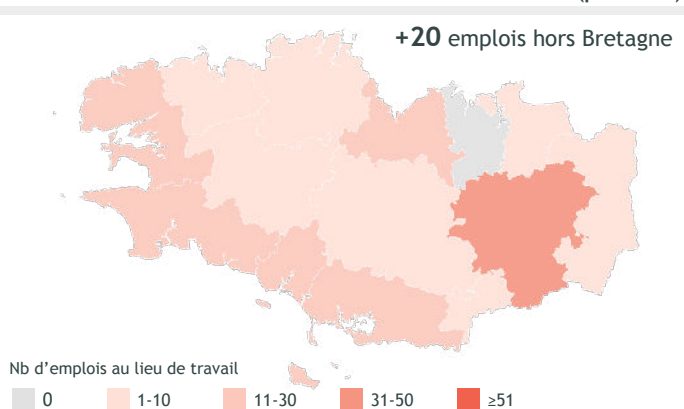 +20 emplois hors Bretagne
Nb d’emplois au lieu de travail
0 1-10 11-30 31-50 ≥51